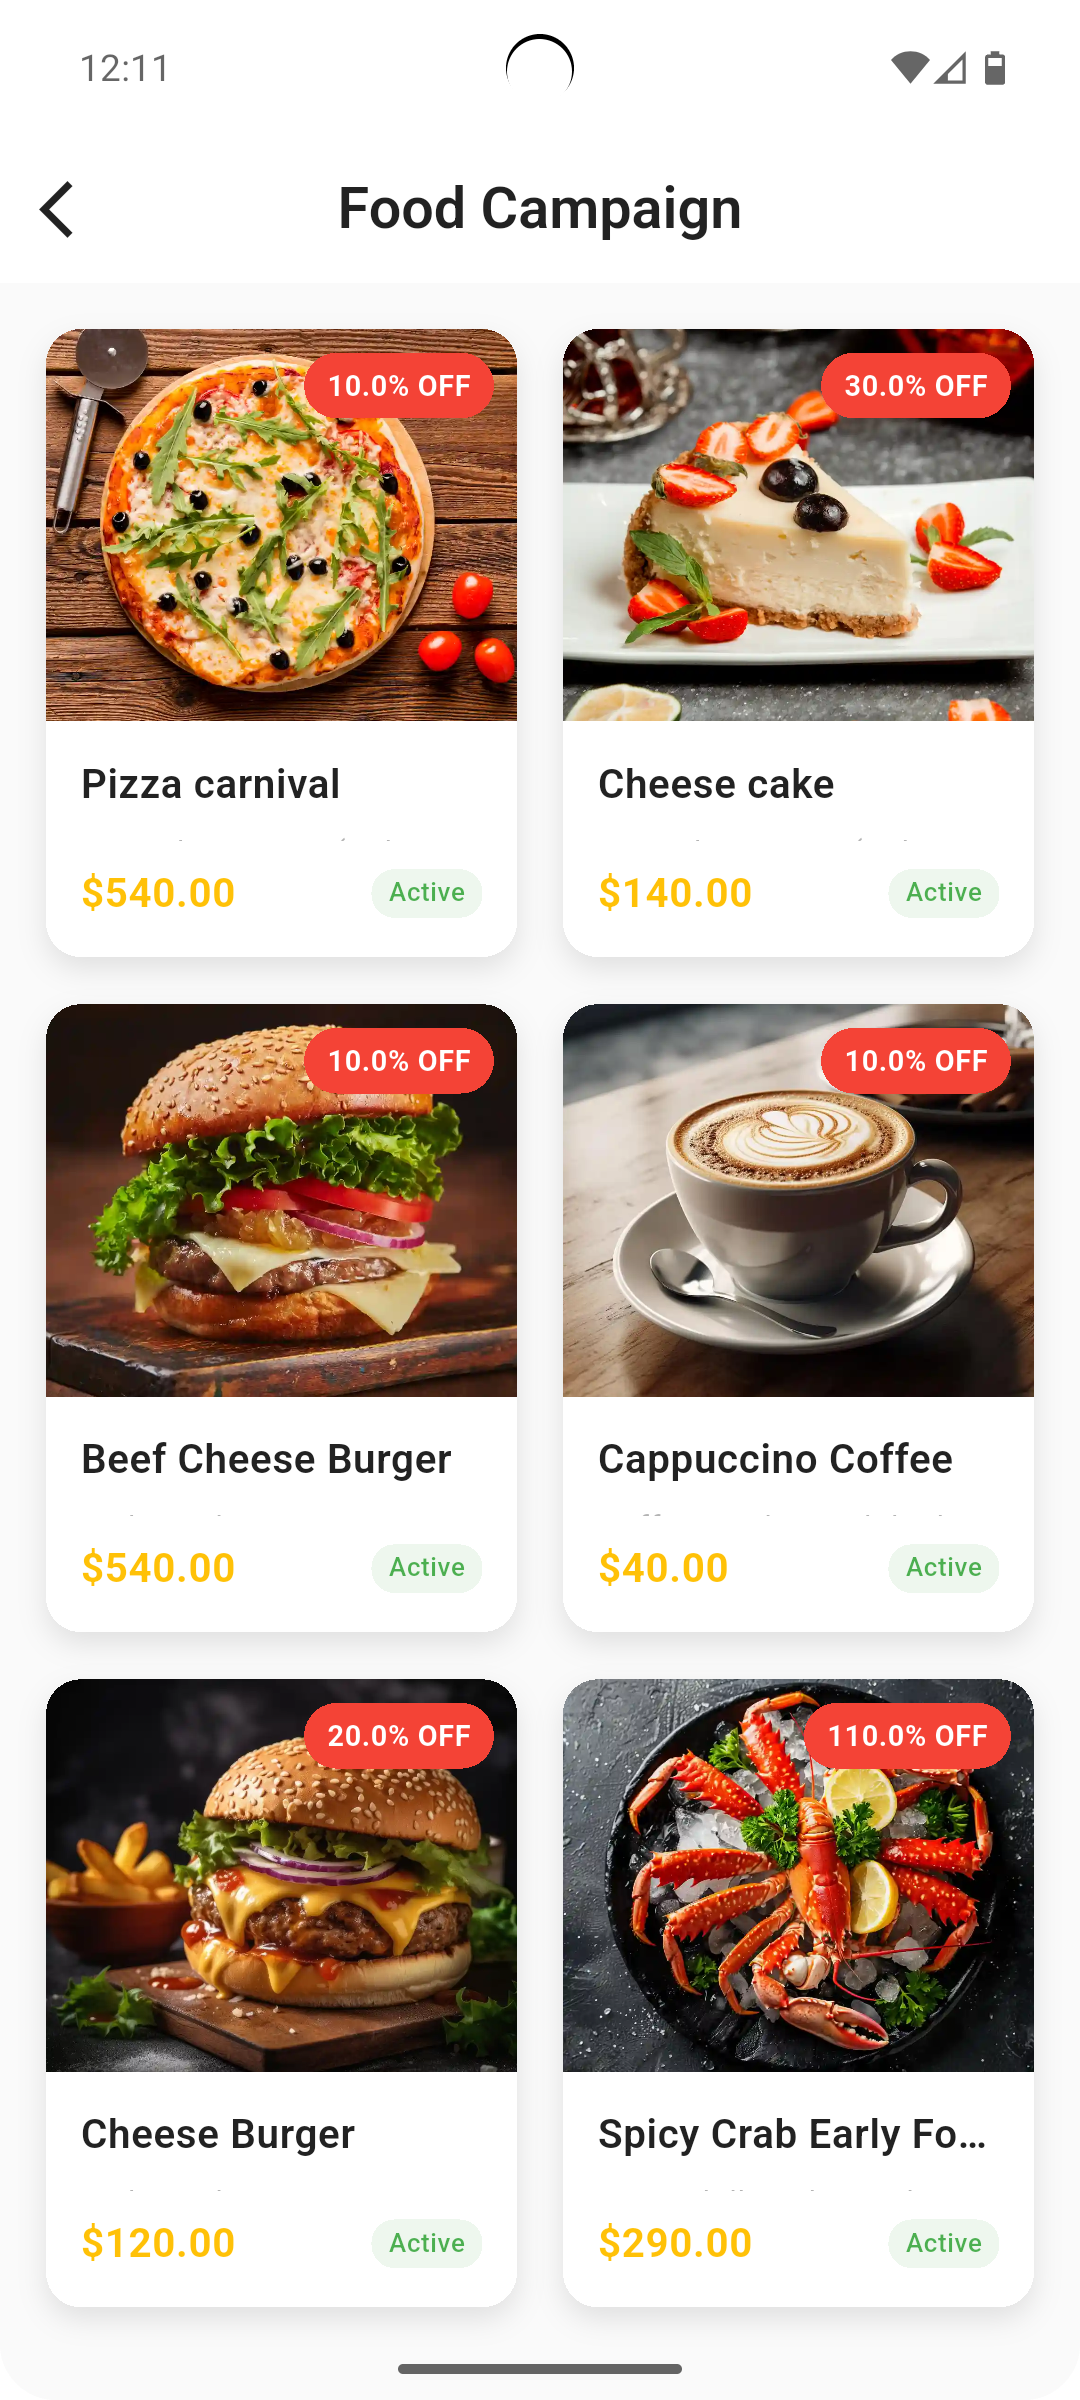 12:11
Food Campaign
10.0% OFF
30.0% OFF
Pizza carnival
Cheese cake
$540.00
Active
$140.00
Active
10.0% OFF
10.0% OFF
Beef Cheese Burger
Cappuccino Coffee
$540.00
Active
$40.00
Active
20.0% OFF
110.0% OFF
Cheese Burger
Spicy Crab Early Fo...
$120.00
Active
$290.00
Active